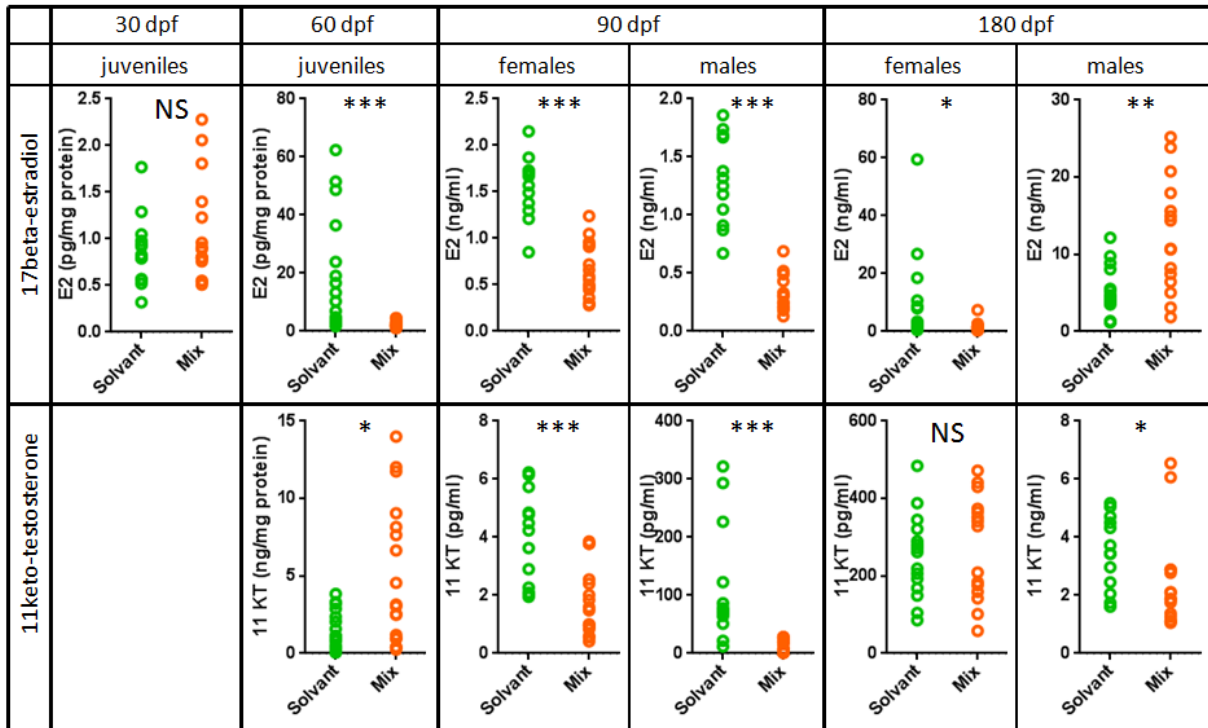 30 dpf 60 dpf 90 dpf 180 dpf
juveniles juveniles females males females males
17beta-estradiol
E2 (pg/mg protein)
2.5
2.0
1.5
1.0
0.5
0.0
NS
Solvant
Mix
E2 (pg/mg protein)
80
60
40
20
0
***
Solvant
Mix
E2 (ng/ml)
2.5
2.0
1.5
1.0
0.5
0.0
***
Solvant
Mix
E2 (ng/ml)
2.0
1.5
1.0
0.5
0.0
***
Solvant
Mix
E2 (ng/ml)
80
60
40
20
0
*
Solvant
Mix
E2 (ng/ml)
30
20
10
0
**
Solvant
Mix
11keto-testosterone
11 KT (ng/mg protein)
15
10
5
0
*
Solvant
Mix
11 KT (pg/ml)
8
6
4
2
0
***
Solvant
Mix
11 KT (pg/ml)
400
300
200
100
0
***
Solvant
Mix
11 KT (pg/ml)
600
400
200
0
NS
Solvant
Mix
11 KT (ng/ml)
8
6
4
2
0
*
Solvant
Mix